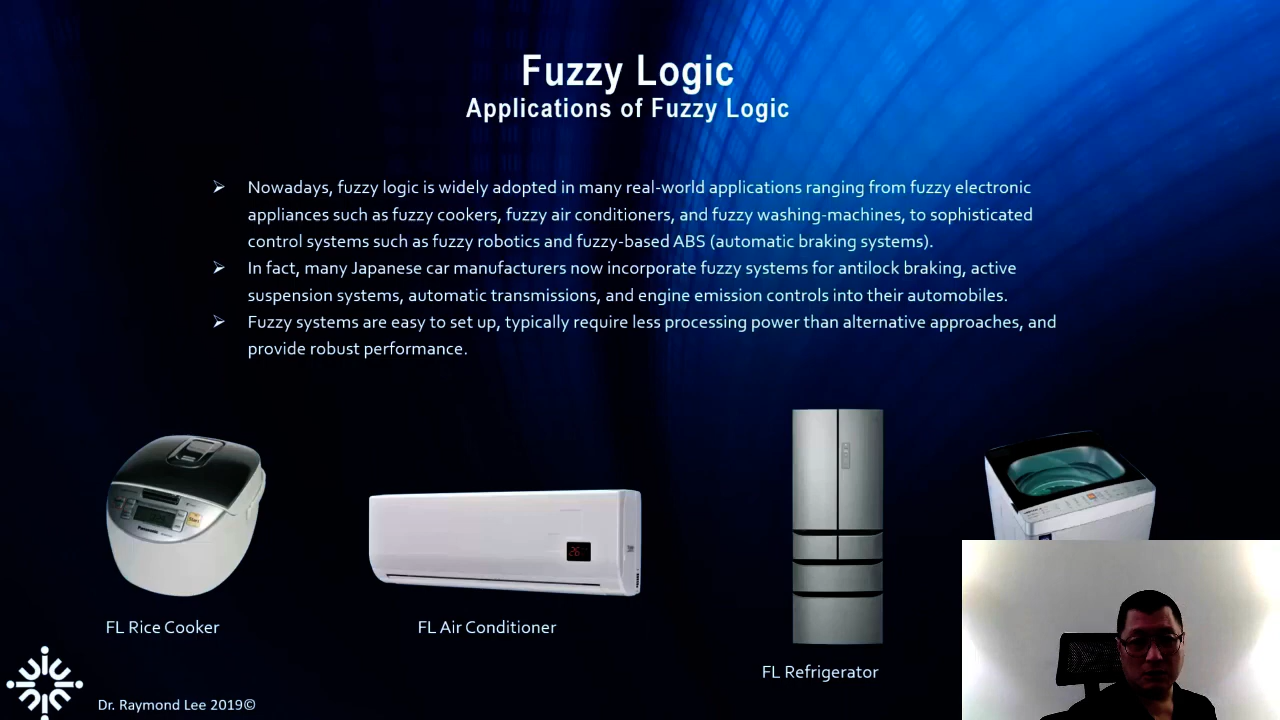 Fuzzy Logic
Applications of Fuzzy Logic
➢ Nowadays, fuzzy logic is widely adopted in many real-world applications ranging from fuzzy electronic
appliances such as fuzzy cookers, fuzzy air conditioners, and fuzzy washing-machines, to sophisticated
control systems such as fuzzy robotics and fuzzy-based ABS (automatic braking systems).
➢ In fact, many Japanese car manufacturers now incorporate fuzzy systems for antilock braking, active
suspension systems, automatic transmissions, and engine emission controls into their automobiles.
➢ Fuzzy systems are easy to set up, typically require less processing power than alternative approaches, and
provide robust performance.
Panasonic
26
FL Rice Cooker
FL Air Conditioner
FL Refrigerator
Dr. Raymond Lee 2019©